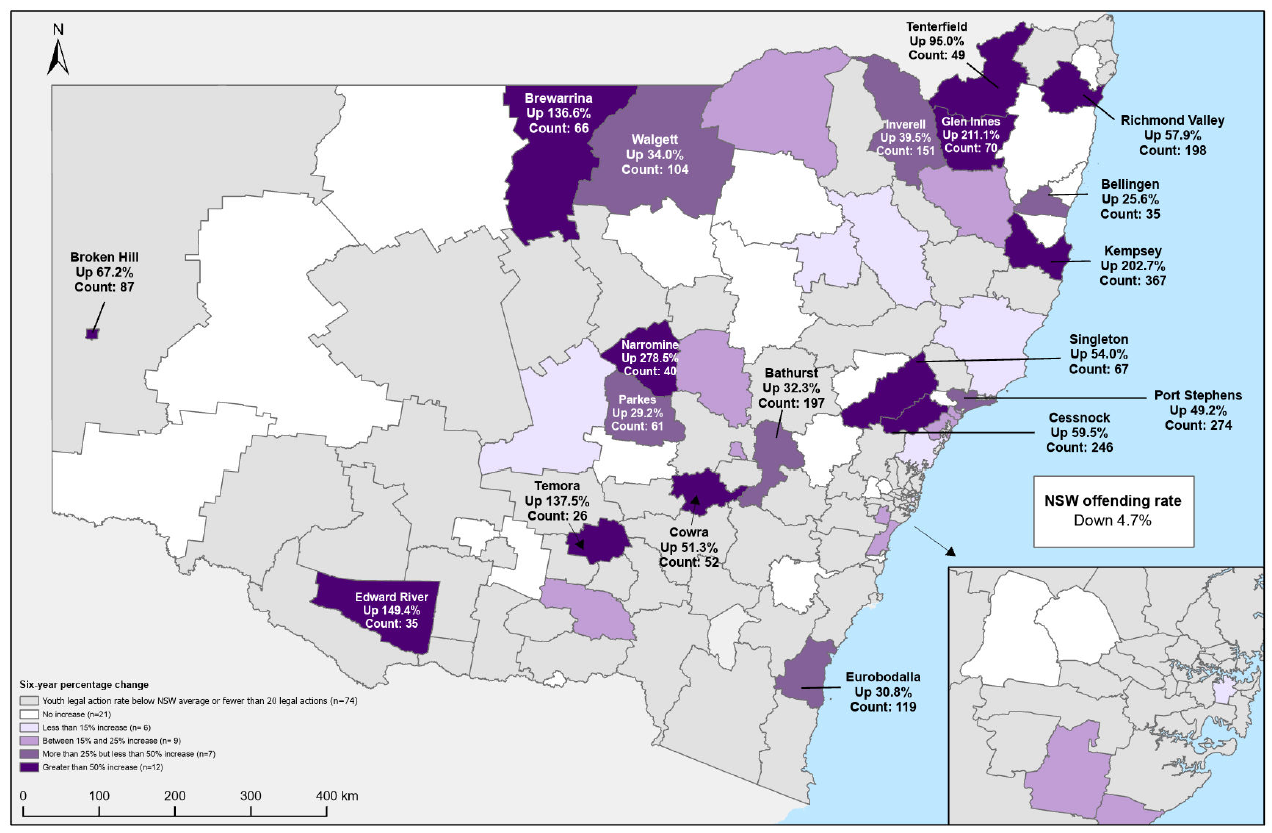 N
Tenterfield
Up 95.0%
Count: 49
Brewarrina
Up 136.6%
Count: 66
Walgett
Up 34.0%
Count: 104
Inverell
Up 39.5%
Count: 151
Glen Innes
Up 211.1%
Count: 70
Richmond Valley
Up 57.9%
Count: 198
Bellingen
Up 25.6%
Count: 35
Kempsey
Up 202.7%
Count: 367
Broken Hill
Up 67.2%
Count: 87
Narromine
Up 278.5%
Count: 40
Parkes
Up 29.2%
Count: 61
Bathurst
Up 32.3%
Count: 197
Singleton
Up 54.0%
Count: 67
Port Stephens
Up 49.2%
Count: 274
Cessnock
Up 59.5%
Count: 246
Temora
Up 137.5%
Count: 26
Cowra
Up 51.3%
Count: 52
NSW offending rate
Down 4.7%
Edward River
Up 149.4%
Count: 35
Eurobodalla
Up 30.8%
Count: 119
Six-year percentage change
Youth legal action rate below NSW average or fewer than 20 legal actions (n=74)
No increase (n=21)
Less than 15% increase (n= 6)
Between 15% and 25% increase (n= 9)
More than 25% but less than 50% increase (n=7)
Greater than 50% increase (n=12)
0 100 200 300 400 km